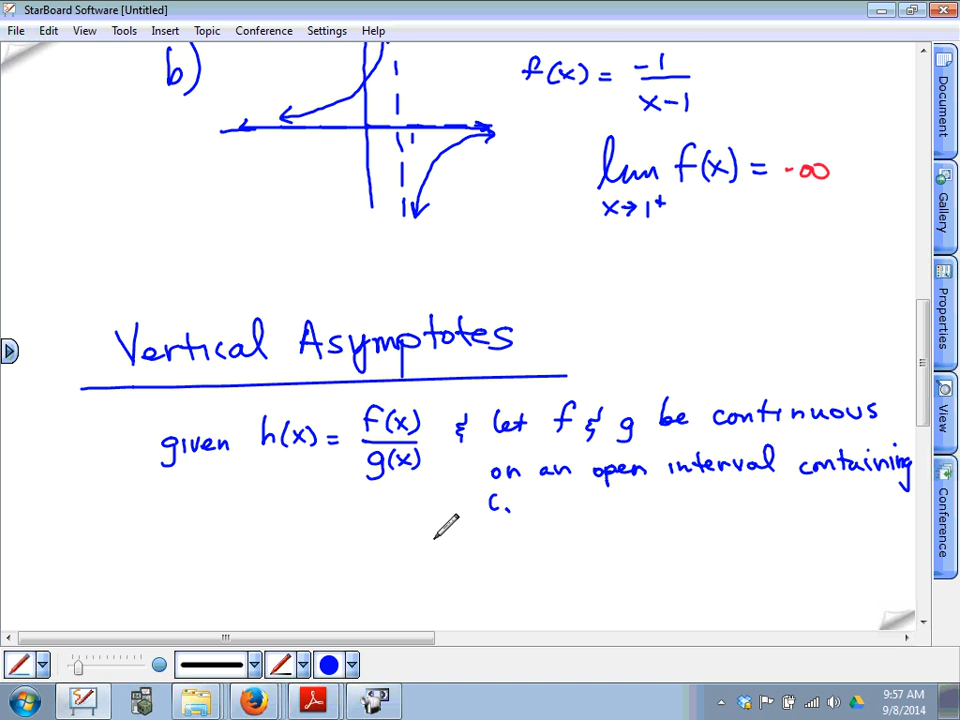 StarBoard Software [Untitled]
File Edit View Tools Insert Topic Conference Settings Help
b)
1
f(x) = -1/(x-1)
lim f(x) = -∞
x→1⁺
Vertical Asymptotes
given h(x) = f(x)/g(x) & let f & g be continuous
on an open interval containing
c.
Document
Gallery
Properties
View
Conference
9:57 AM
9/8/2014